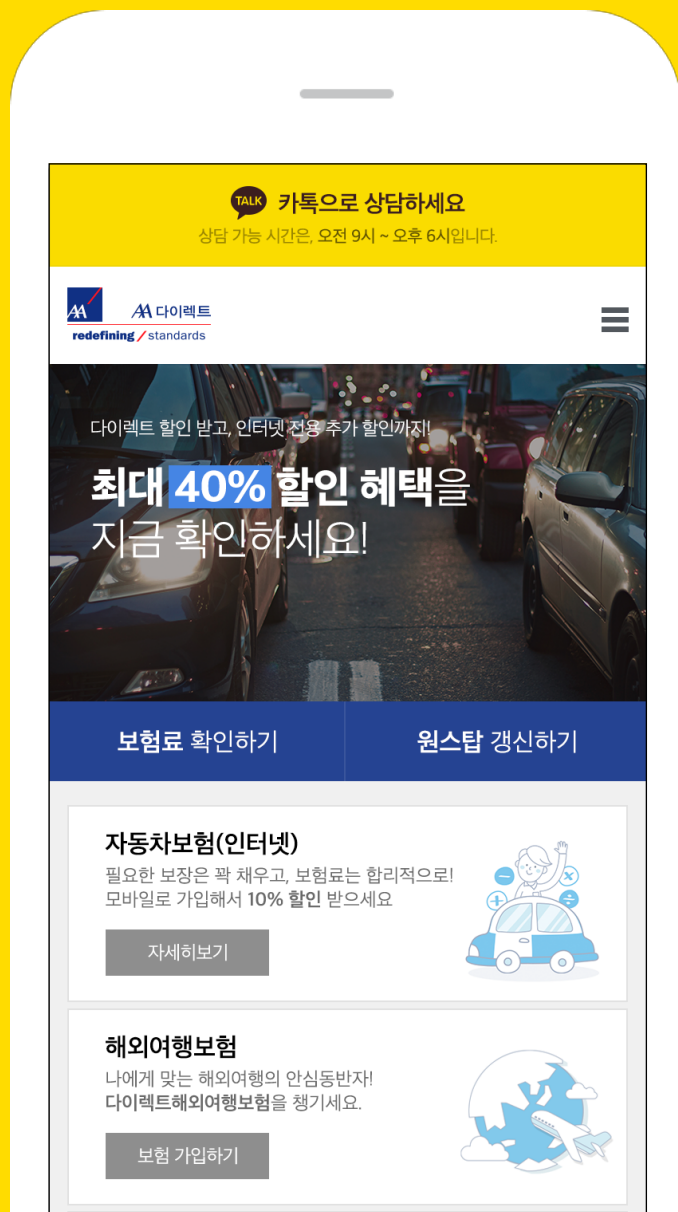 TALK 카톡으로 상담하세요
상담 가능 시간은, 오전 9시 ~ 오후 6시입니다.
AXA AXA 다이렉트
redefining / standards
다이렉트 할인 받고, 인터넷 전용 추가 할인까지!
최대 40% 할인 혜택을
지금 확인하세요!
보험료 확인하기 원스탑 갱신하기
자동차보험(인터넷)
필요한 보장은 꽉 채우고, 보험료는 합리적으로!
모바일로 가입해서 10% 할인 받으세요
자세히보기
해외여행보험
나에게 맞는 해외여행의 안심동반자!
다이렉트해외여행보험을 챙기세요.
보험 가입하기